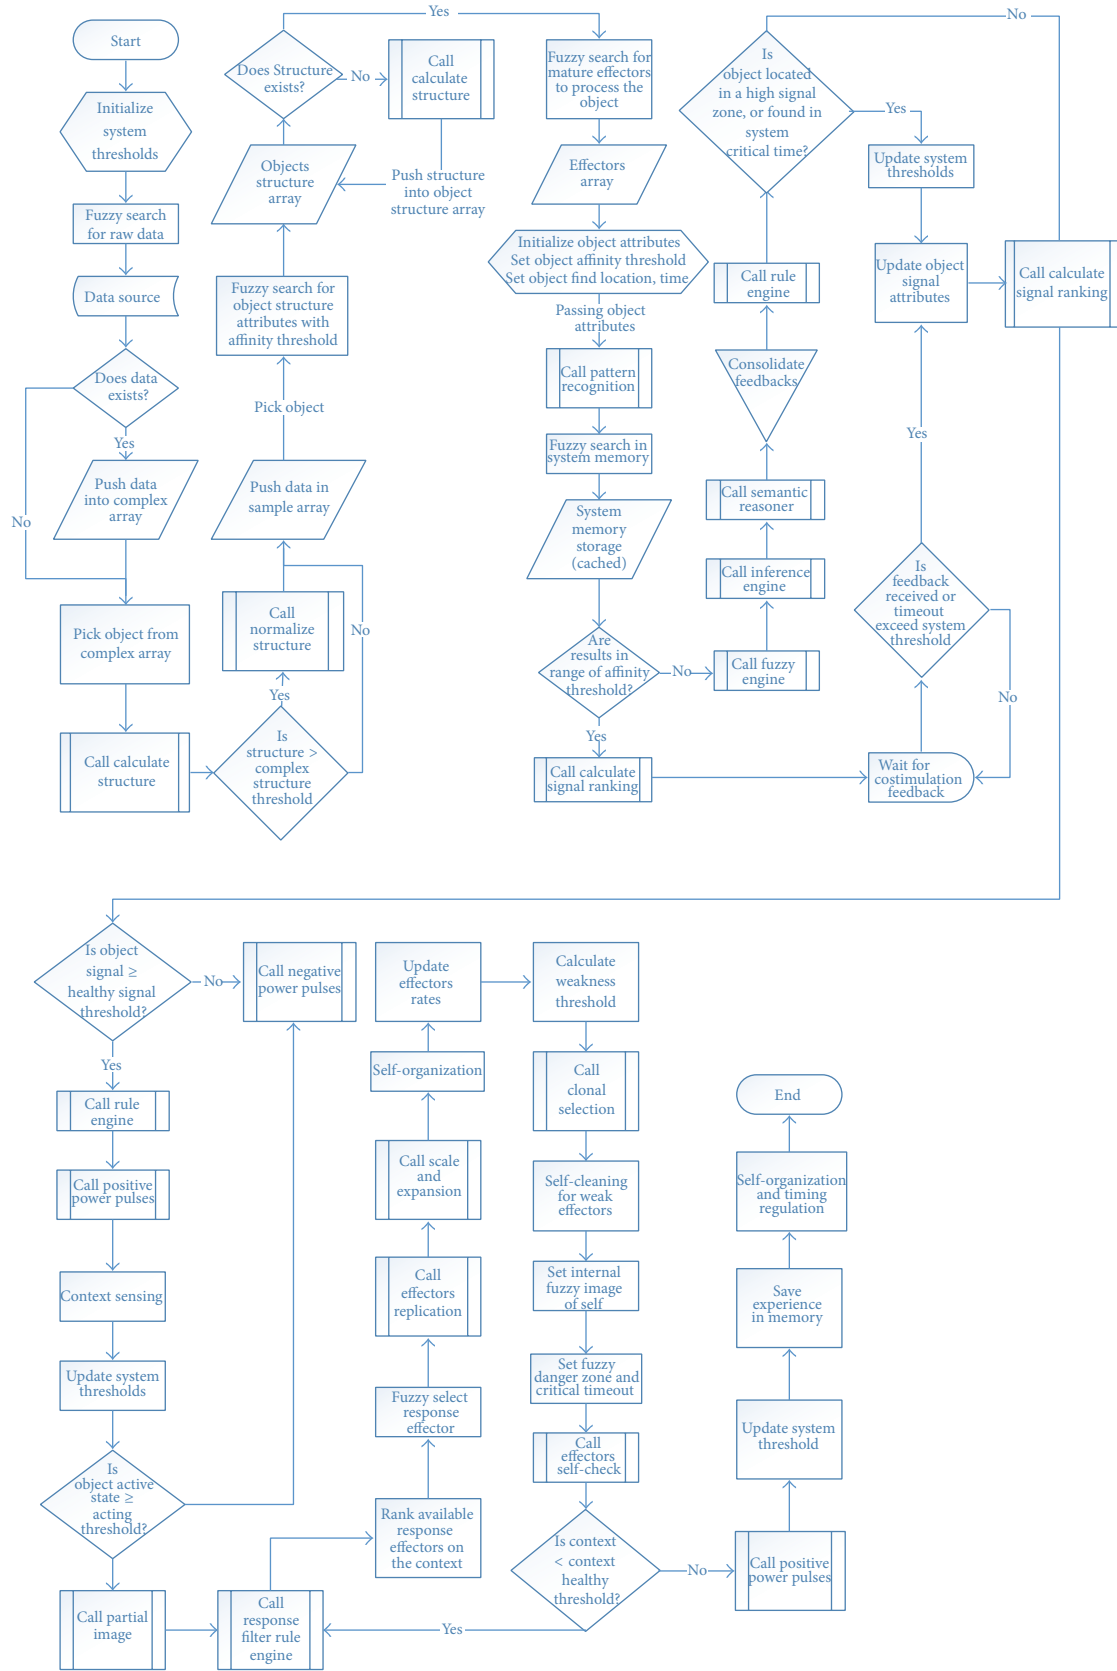 Start
Initialize
system
thresholds
Fuzzy search
for raw data
Data source
Does data
exists?
Yes
No
Push data
into complex
array
Pick object from
complex array
Call calculate
structure
Is
structure >
complex
structure
threshold
Yes
No
Call
normalize
structure
Push data in
sample array
Pick object
Fuzzy search for
object structure
attributes with
affinity threshold
Objects
structure
array
Does Structure
exists?
No
Call
calculate
structure
Push structure
into object
structure array
Yes
Fuzzy search for
mature effectors
to process the
object
Effectors
array
Initialize object attributes
Set object affinity threshold
Set object find location, time
Passing object
attributes
Call pattern
recognition
Fuzzy search in
system memory
System
memory
storage
(cached)
Are
results in
range of affinity
threshold?
No
Yes
Call calculate
signal ranking
Call fuzzy
engine
Call inference
engine
Call semantic
reasoner
Consolidate
feedbacks
Call rule
engine
Is
object located
in a high signal
zone, or found in
system
critical time?
No
Yes
Update system
thresholds
Update object
signal
attributes
Call calculate
signal ranking
Yes
Is
feedback
received or
timeout
exceed system
threshold
No
Wait for
costimulation
feedback
Is object
signal ≥
healthy signal
threshold?
No
Call negative
power pulses
Yes
Call rule
engine
Call positive
power pulses
Context sensing
Update system
thresholds
Is
object active
state ≥
acting
threshold?
Call partial
image
Call
response
filter rule
engine
Rank available
response
effectors on
the context
Fuzzy select
response
effector
Call
effectors
replication
Call scale
and
expansion
Self-organization
Update
effectors
rates
Calculate
weakness
threshold
Call
clonal
selection
Self-cleaning
for weak
effectors
Set internal
fuzzy image
of self
Set fuzzy
danger zone and
critical timeout
Call
effectors
self-check
Is context
< context
healthy
threshold?
Yes
No
Call positive
power pulses
Update system
threshold
Save
experience
in memory
Self-organization
and timing
regulation
End